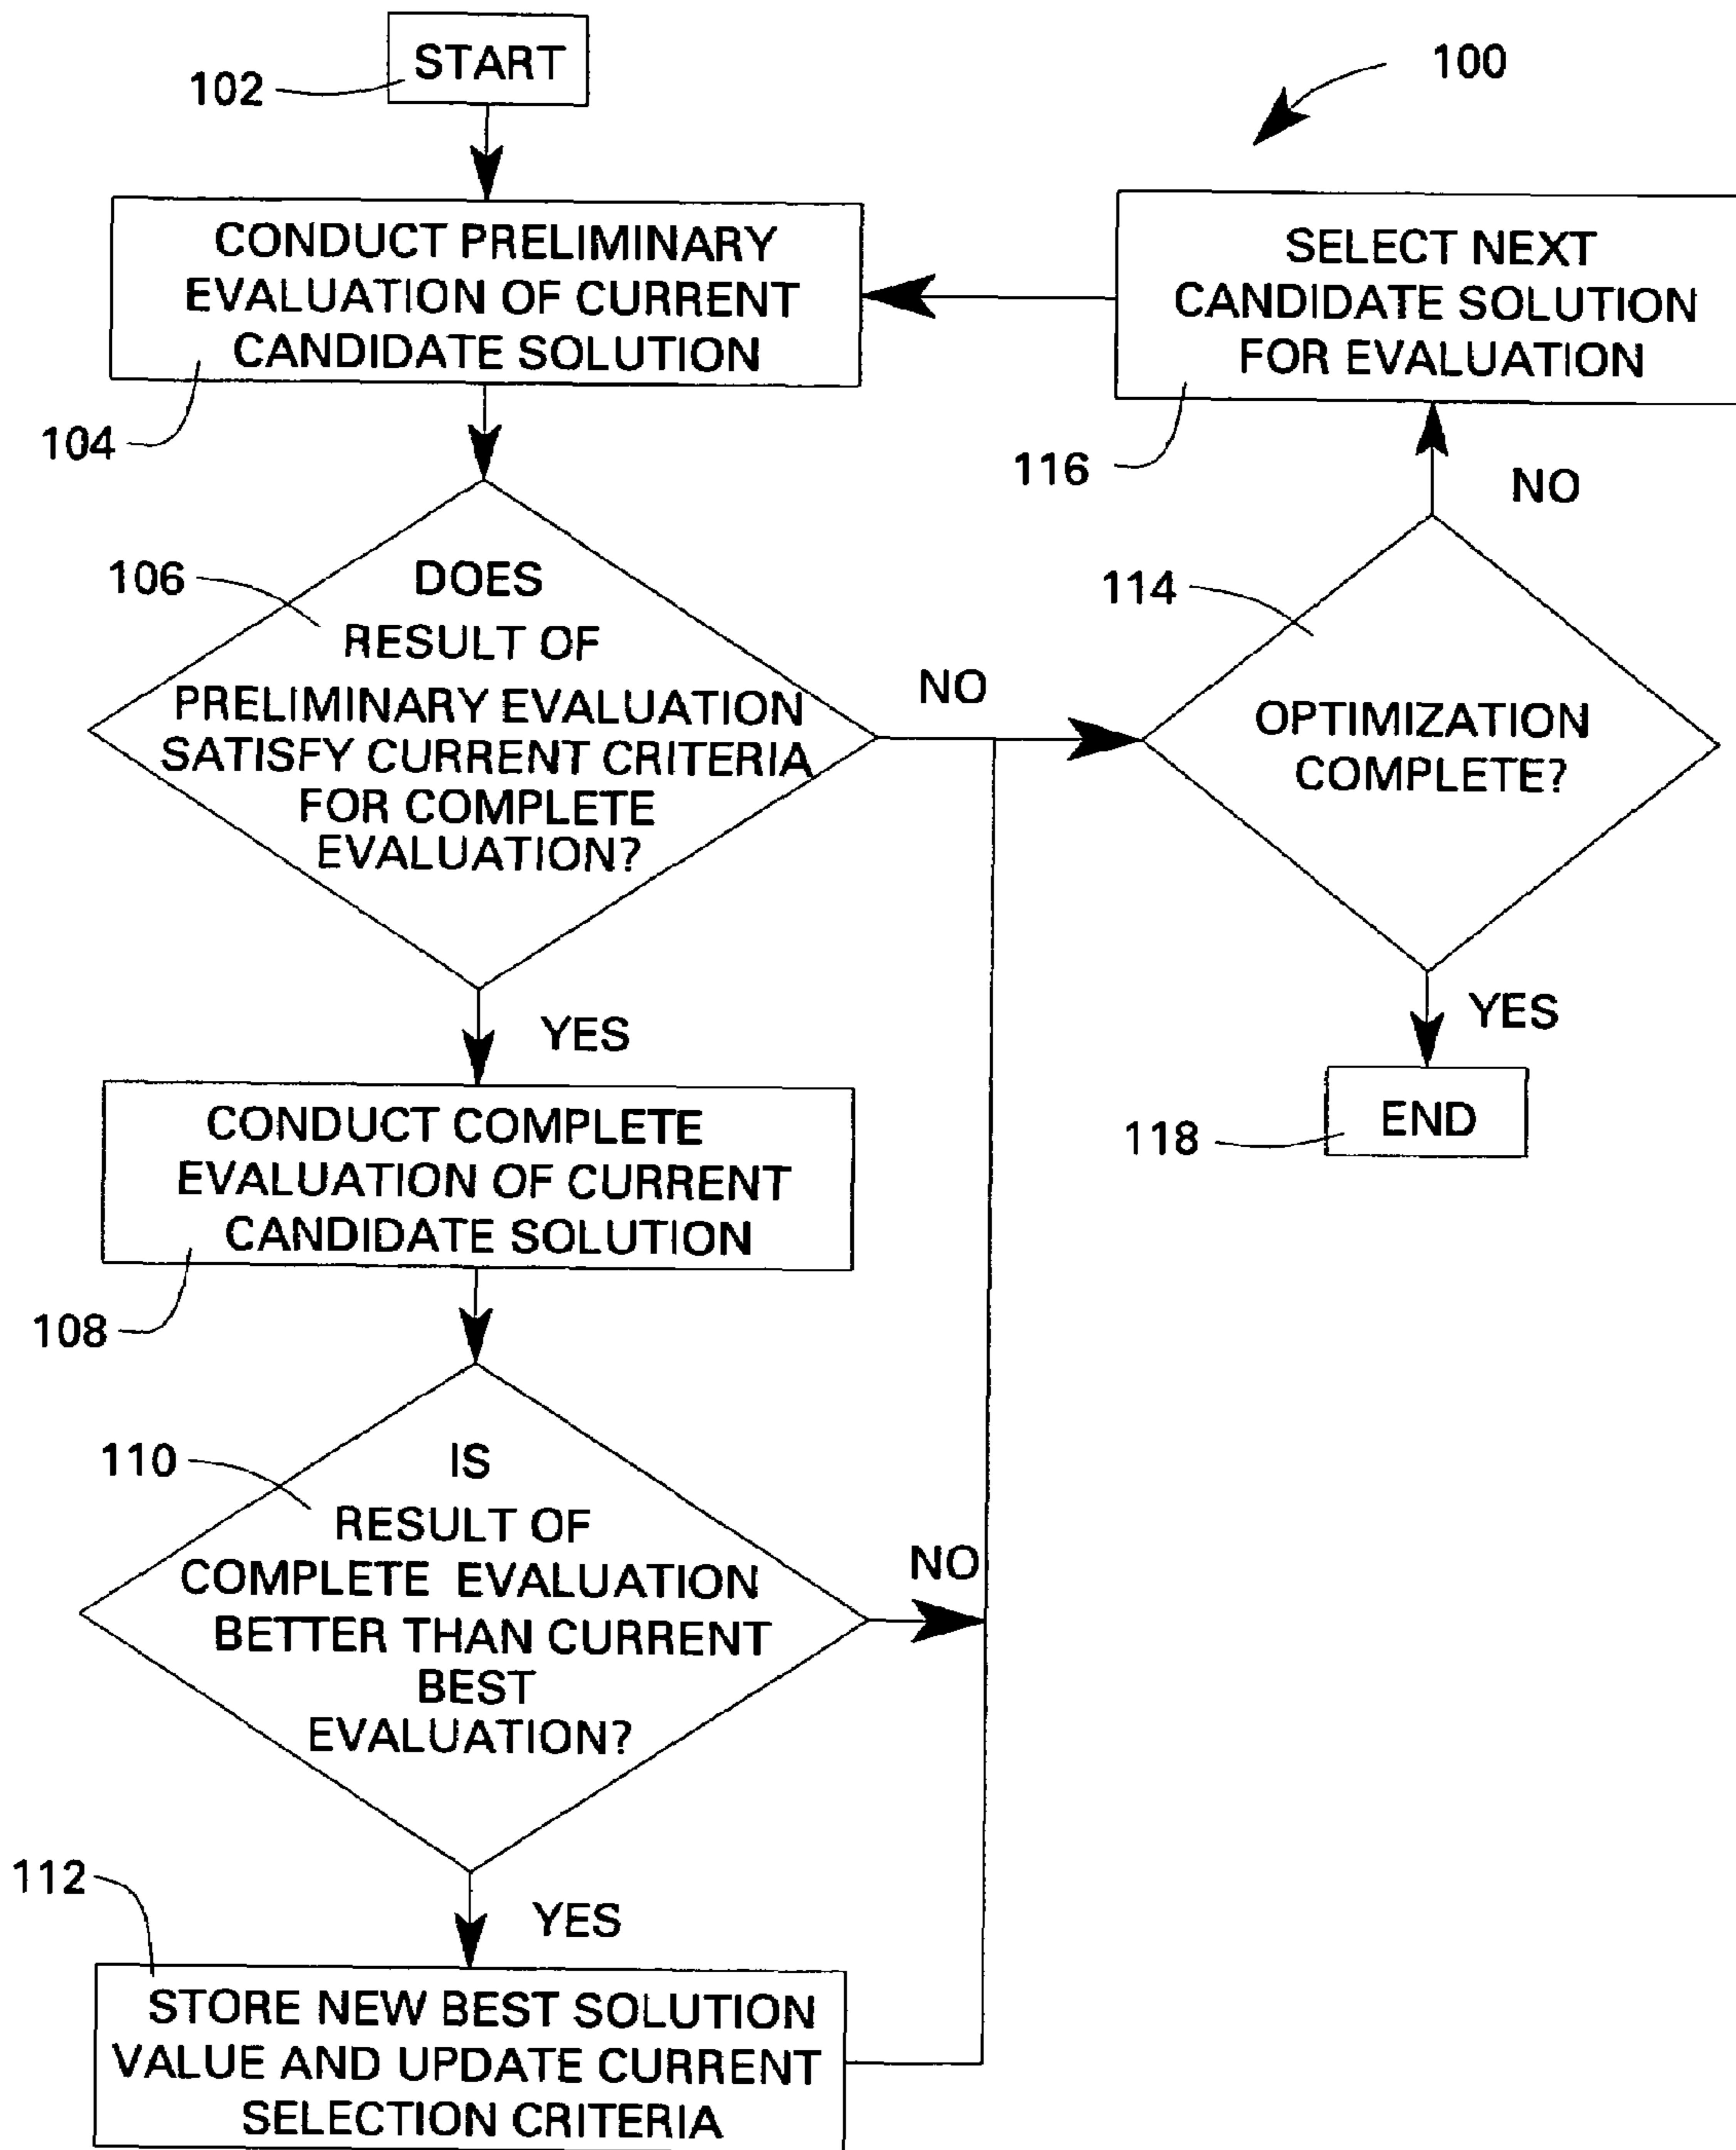 START
102
100
CONDUCT PRELIMINARY
EVALUATION OF CURRENT
CANDIDATE SOLUTION
104
SELECT NEXT
CANDIDATE SOLUTION
FOR EVALUATION
116
NO
106
DOES
RESULT OF
PRELIMINARY EVALUATION
SATISFY CURRENT CRITERIA
FOR COMPLETE
EVALUATION?
NO
114
OPTIMIZATION
COMPLETE?
YES
YES
END
118
CONDUCT COMPLETE
EVALUATION OF CURRENT
CANDIDATE SOLUTION
108
110
IS
RESULT OF
COMPLETE EVALUATION
BETTER THAN CURRENT
BEST
EVALUATION?
NO
112
YES
STORE NEW BEST SOLUTION
VALUE AND UPDATE CURRENT
SELECTION CRITERIA